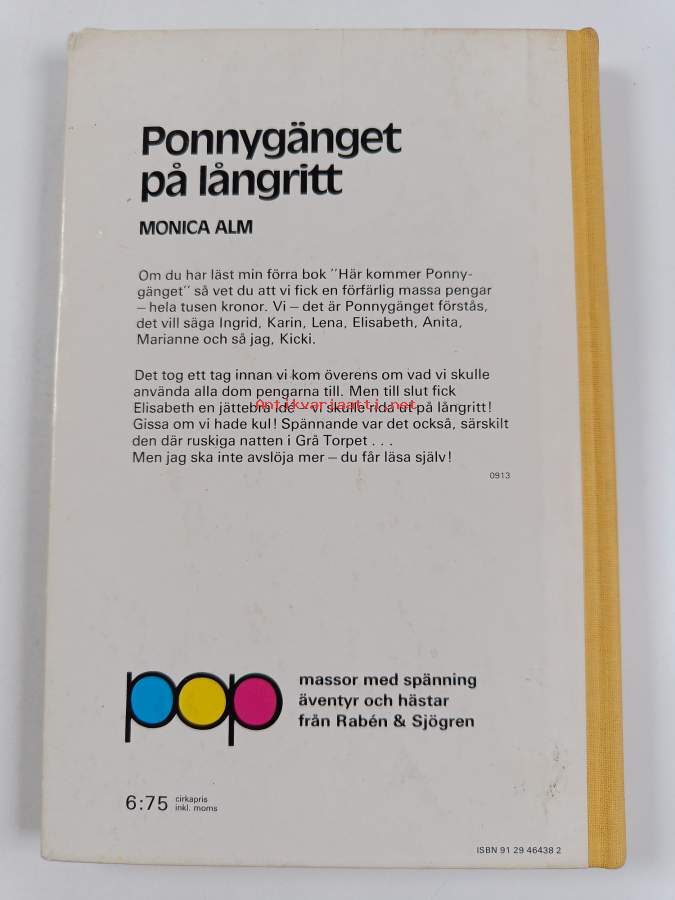 Ponnygänget
på långritt
MONICA ALM
Om du har läst min förra bok "Här kommer Ponny-
gänget" så vet du att vi fick en förfärlig massa pengar
– hela tusen kronor. Vi – det är Ponnygänget förstås,
det vill säga Ingrid, Karin, Lena, Elisabeth, Anita,
Marianne och så jag, Kicki.
Det tog ett tag innan vi kom överens om vad vi skulle
använda alla dom pengarna till. Men till slut fick
Antikvariaatti.net
Elisabeth en jättebra idé – vi skulle rida ut på långritt!
Gissa om vi hade kul! Spännande var det också, särskilt
den där ruskiga natten i Grå Torpet . . .
Men jag ska inte avslöja mer – du får läsa själv!
0913
pop
massor med spänning
äventyr och hästar
från Rabén & Sjögren
6:75 cirkapris
inkl. moms
ISBN 91 29 46438 2